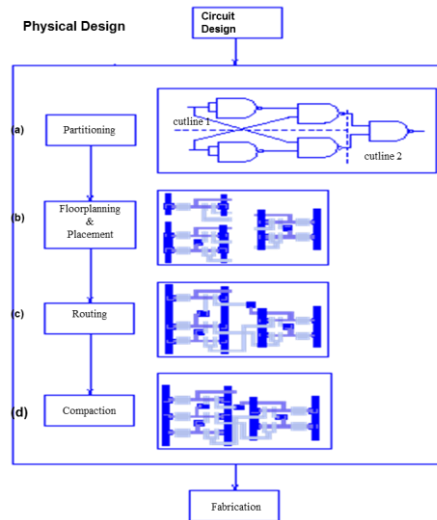 Physical Design
Circuit
Design
(a)
Partitioning
cutline 1
cutline 2
(b)
Floorplanning
&
Placement
(c)
Routing
(d)
Compaction
Fabrication